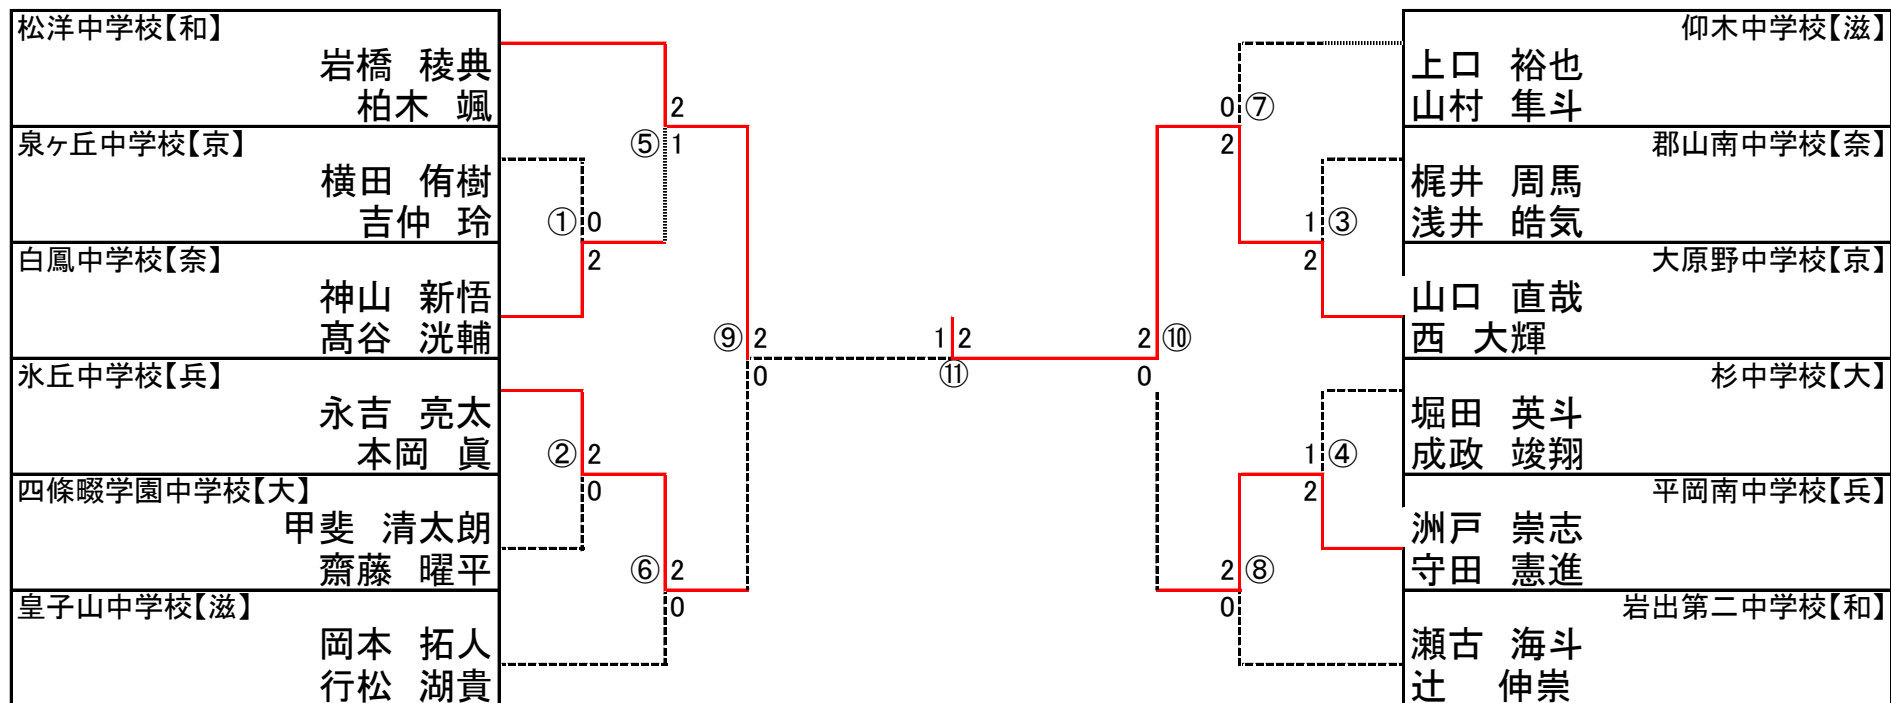 松洋中学校【和】
岩橋 稜典
柏木 颯
泉ヶ丘中学校【京】
横田 侑樹
吉仲 玲
白鳳中学校【奈】
神山 新悟
髙谷 洸輔
氷丘中学校【兵】
永吉 亮太
本岡 眞
四條畷学園中学校【大】
甲斐 清太朗
齋藤 曜平
皇子山中学校【滋】
岡本 拓人
行松 湖貴
2
⑤ 1
① 0
2
⑨ 2
0
② 2
0
⑥ 2
0
1 2
⑪
0 ⑦
2
1 ③
2
2 ⑩
0
1 ④
2
2 ⑧
0
仰木中学校【滋】
上口 裕也
山村 隼斗
郡山南中学校【奈】
梶井 周馬
浅井 皓気
大原野中学校【京】
山口 直哉
西 大輝
杉中学校【大】
堀田 英斗
成政 竣翔
平岡南中学校【兵】
洲戸 崇志
守田 憲進
岩出第二中学校【和】
瀬古 海斗
辻 伸崇